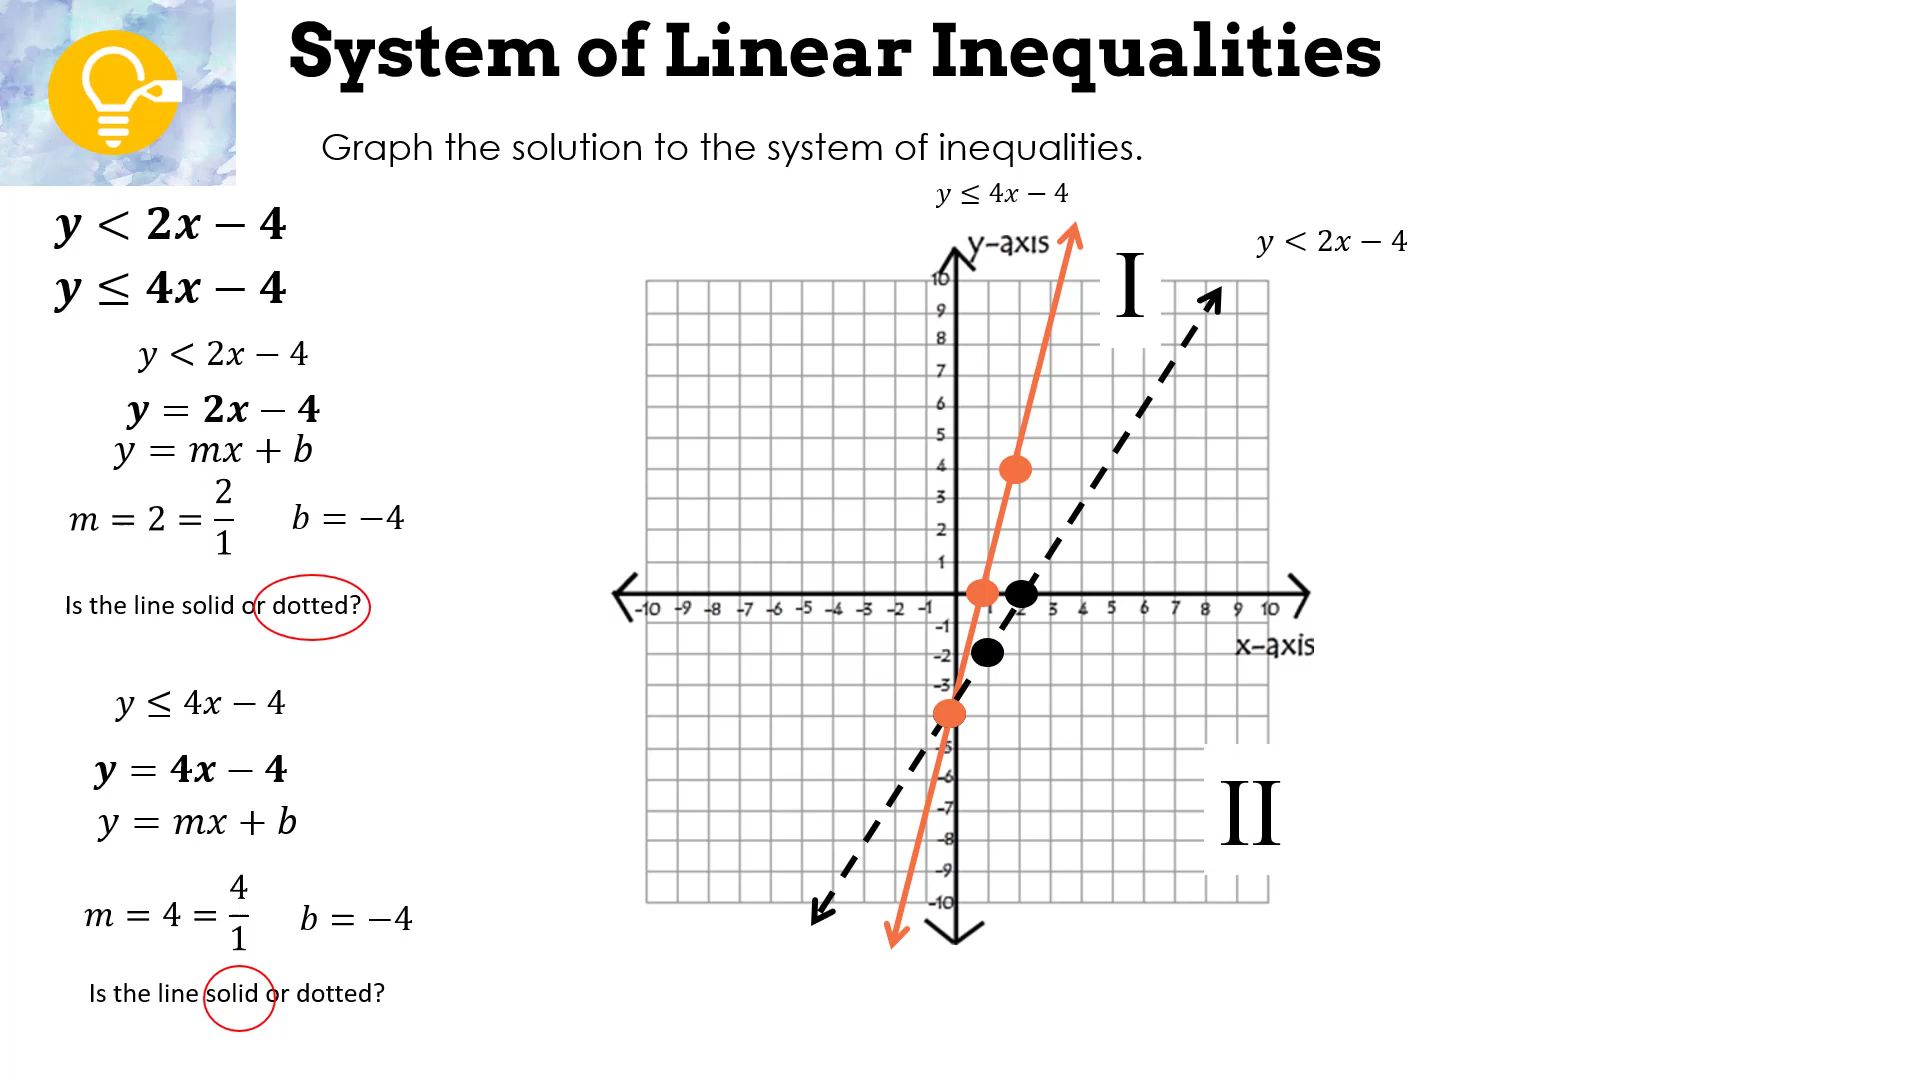 System of Linear Inequalities
Graph the solution to the system of inequalities.
y < 2x − 4
y ≤ 4x − 4
y < 2x − 4
y = 2x − 4
y = mx + b
m = 2 = 2/1 b = −4
Is the line solid or dotted?
y ≤ 4x − 4
y = 4x − 4
y = mx + b
m = 4 = 4/1 b = −4
Is the line solid or dotted?
y ≤ 4x − 4
y < 2x − 4
y-axis
I
10
9
8
7
6
5
4
3
2
1
-10 -9 -8 -7 -6 -5 -4 -3 -2 -1 1 2 3 4 5 6 7 8 9 10
x-axis
-1
-2
-3
-5
-6
-7
-8
-9
-10
II